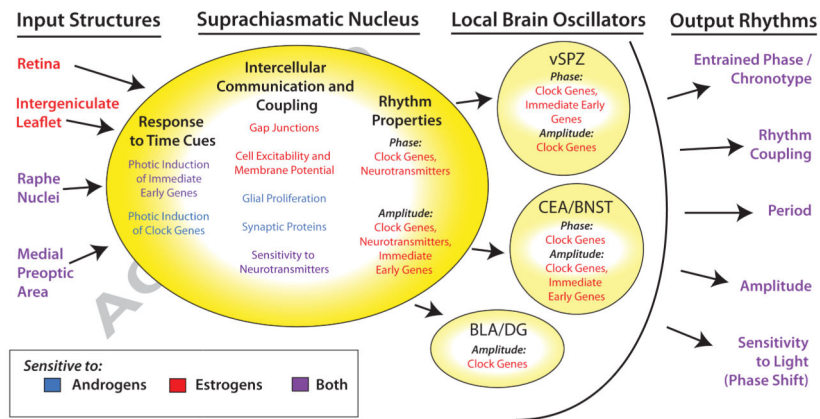 Input Structures
Suprachiasmatic Nucleus
Local Brain Oscillators
Output Rhythms
Retina
Intergeniculate
Leaflet
Raphe
Nuclei
Medial
Preoptic
Area
Response
to Time Cues
Photic Induction
of Immediate
Early Genes
Photic Induction
of Clock Genes
Intercellular
Communication and
Coupling
Gap Junctions
Cell Excitability and
Membrane Potential
Glial Proliferation
Synaptic Proteins
Sensitivity to
Neurotransmitters
Rhythm
Properties
Phase:
Clock Genes,
Neurotransmitters
Amplitude:
Clock Genes,
Neurotransmitters,
Immediate
Early Genes
vSPZ
Phase:
Clock Genes,
Immediate Early
Genes
Amplitude:
Clock Genes
CEA/BNST
Phase:
Clock Genes
Amplitude:
Clock Genes,
Immediate
Early Genes
BLA/DG
Amplitude:
Clock Genes
Entrained Phase /
Chronotype
Rhythm
Coupling
Period
Amplitude
Sensitivity
to Light
(Phase Shift)
Sensitive to:
Androgens
Estrogens
Both